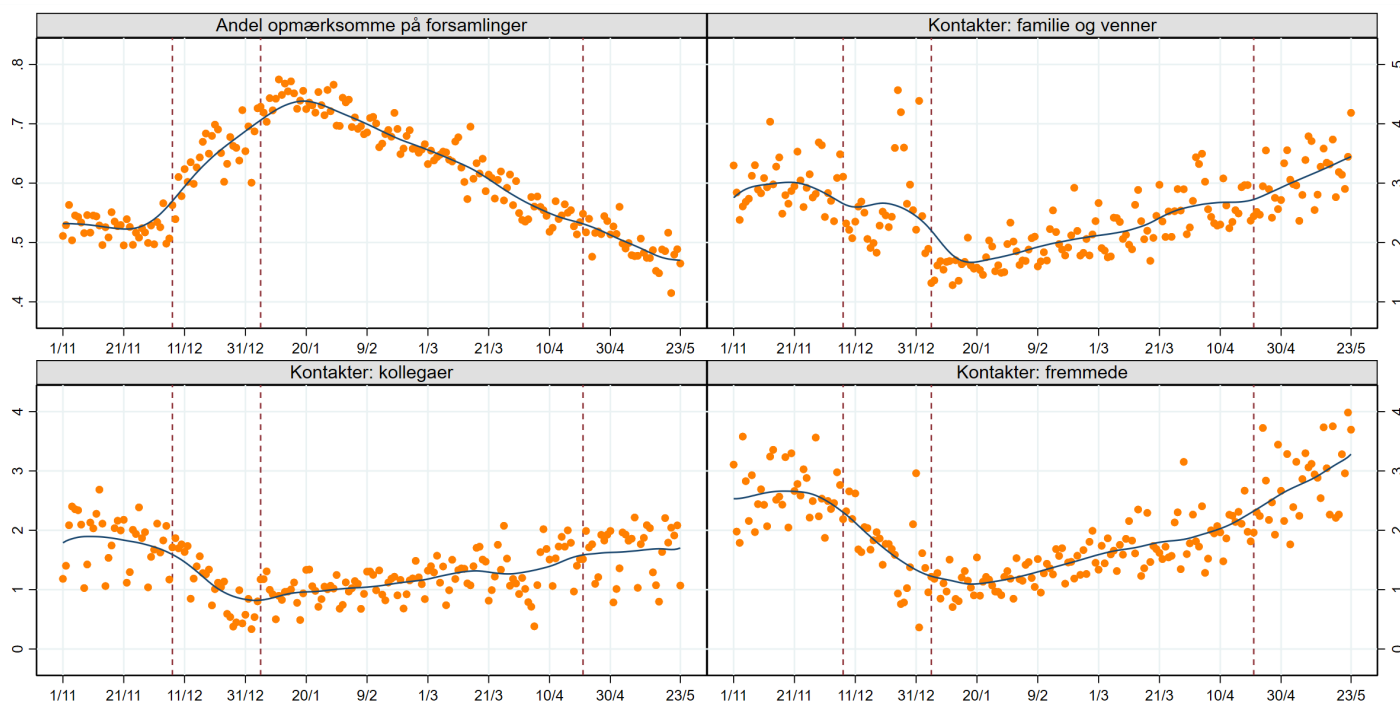 Andel opmærksomme på forsamlinger
Kontakter: familie og venner
.8
.7
.6
.5
.4
5
4
3
2
1
1/11 21/11 11/12 31/12 20/1 9/2 1/3 21/3 10/4 30/4 23/5
1/11 21/11 11/12 31/12 20/1 9/2 1/3 21/3 10/4 30/4 23/5
Kontakter: kollegaer
Kontakter: fremmede
4
3
2
1
0
4
3
2
1
0
1/11 21/11 11/12 31/12 20/1 9/2 1/3 21/3 10/4 30/4 23/5
1/11 21/11 11/12 31/12 20/1 9/2 1/3 21/3 10/4 30/4 23/5